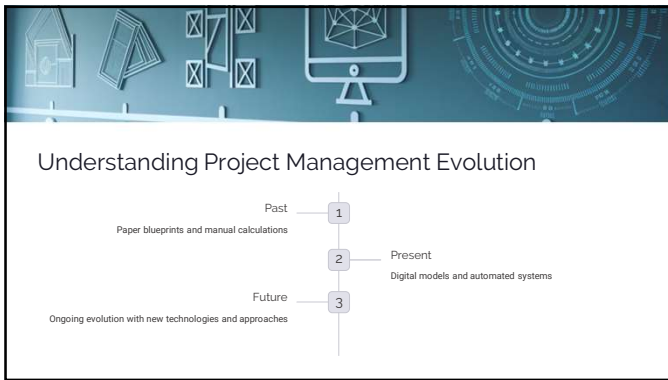 Understanding Project Management Evolution
Past
1
Paper blueprints and manual calculations
2
Present
Digital models and automated systems
Future
3
Ongoing evolution with new technologies and approaches